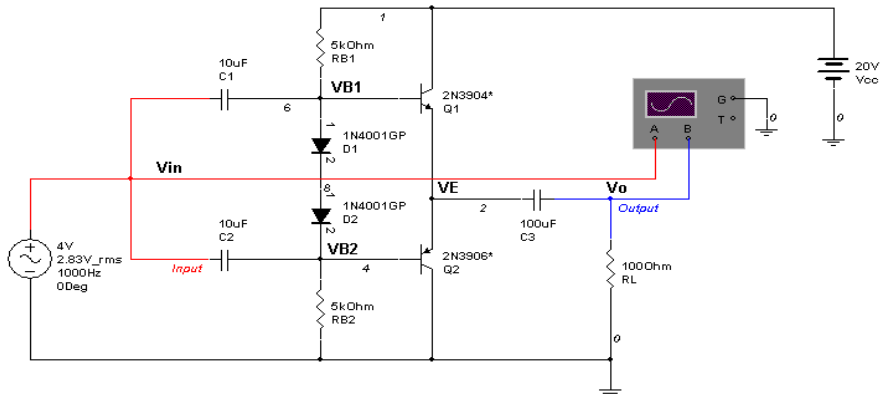 1
5kOhm
RB1
10uF
C1
6
VB1
2N3904*
Q1
20V
Vcc
G
T
A
B
0
0
1
1N4001GP
D1
2
Vin
8
1
1N4001GP
D2
2
VE
2
100uF
C3
Vo
Output
10uF
C2
VB2
4
2N3906*
Q2
4V
2.83V_rms
1000Hz
0Deg
Input
5kOhm
RB2
100Ohm
RL
0